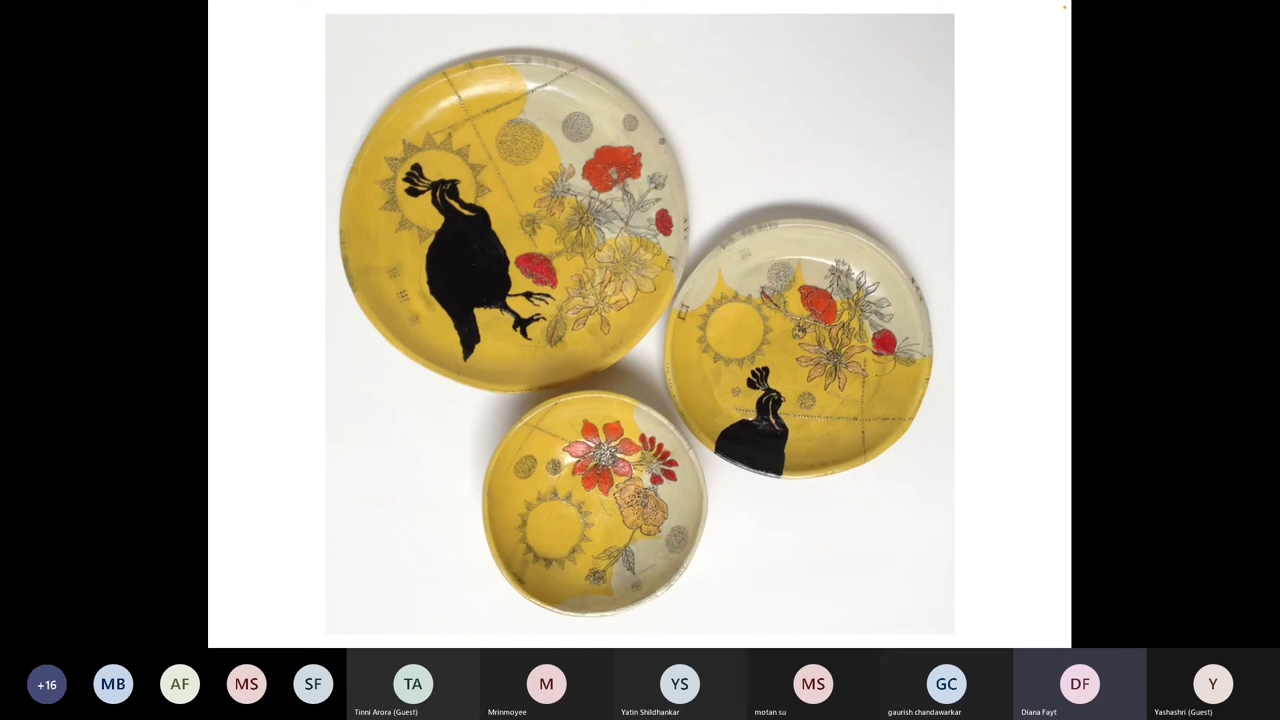 +16
MB
AF
MS
SF
TA
M
YS
MS
GC
DF
Y
Tinni Arora (Guest)
Mrinmoyee
Yatin Shildhankar
motan su
gaurish chandawarkar
Diana Fayt
Yashashri (Guest)